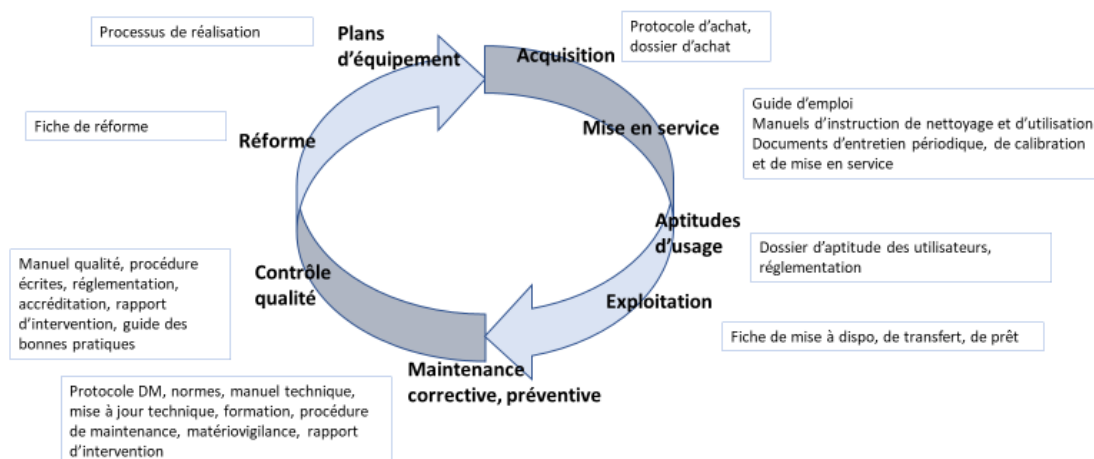 Processus de réalisation
Plans
d'équipement
Protocole d'achat,
dossier d'achat
Acquisition
Guide d'emploi
Manuels d'instruction de nettoyage et d'utilisation
Documents d'entretien périodique, de calibration
et de mise en service
Mise en service
Fiche de réforme
Réforme
Aptitudes
d'usage
Dossier d'aptitude des utilisateurs,
réglementation
Manuel qualité, procédure
écrites, réglementation,
accréditation, rapport
d'intervention, guide des
bonnes pratiques
Contrôle
qualité
Exploitation
Fiche de mise à dispo, de transfert, de prêt
Maintenance
corrective, préventive
Protocole DM, normes, manuel technique,
mise à jour technique, formation, procédure
de maintenance, matériovigilance, rapport
d'intervention